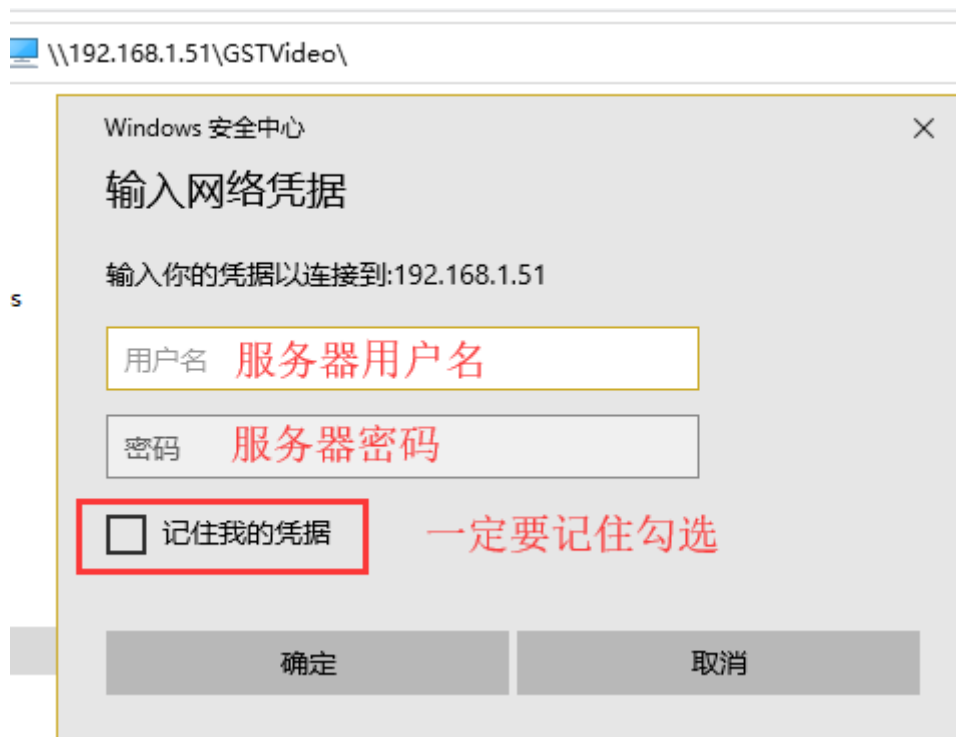 \\192.168.1.51\GSTVideo\
Windows 安全中心
输入网络凭据
输入你的凭据以连接到:192.168.1.51
s
用户名 服务器用户名
密码 服务器密码
记住我的凭据 一定要记住勾选
确定 取消